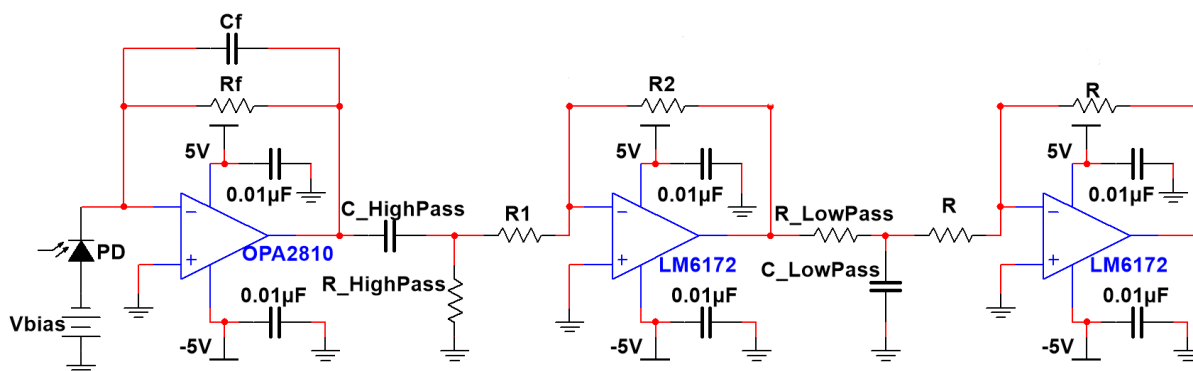 Cf
Rf
5V
0.01µF
OPA2810
PD
Vbias
0.01µF
-5V
C_HighPass
R_HighPass
R1
R2
5V
0.01µF
LM6172
0.01µF
-5V
R_LowPass
C_LowPass
R
R
5V
0.01µF
LM6172
0.01µF
-5V